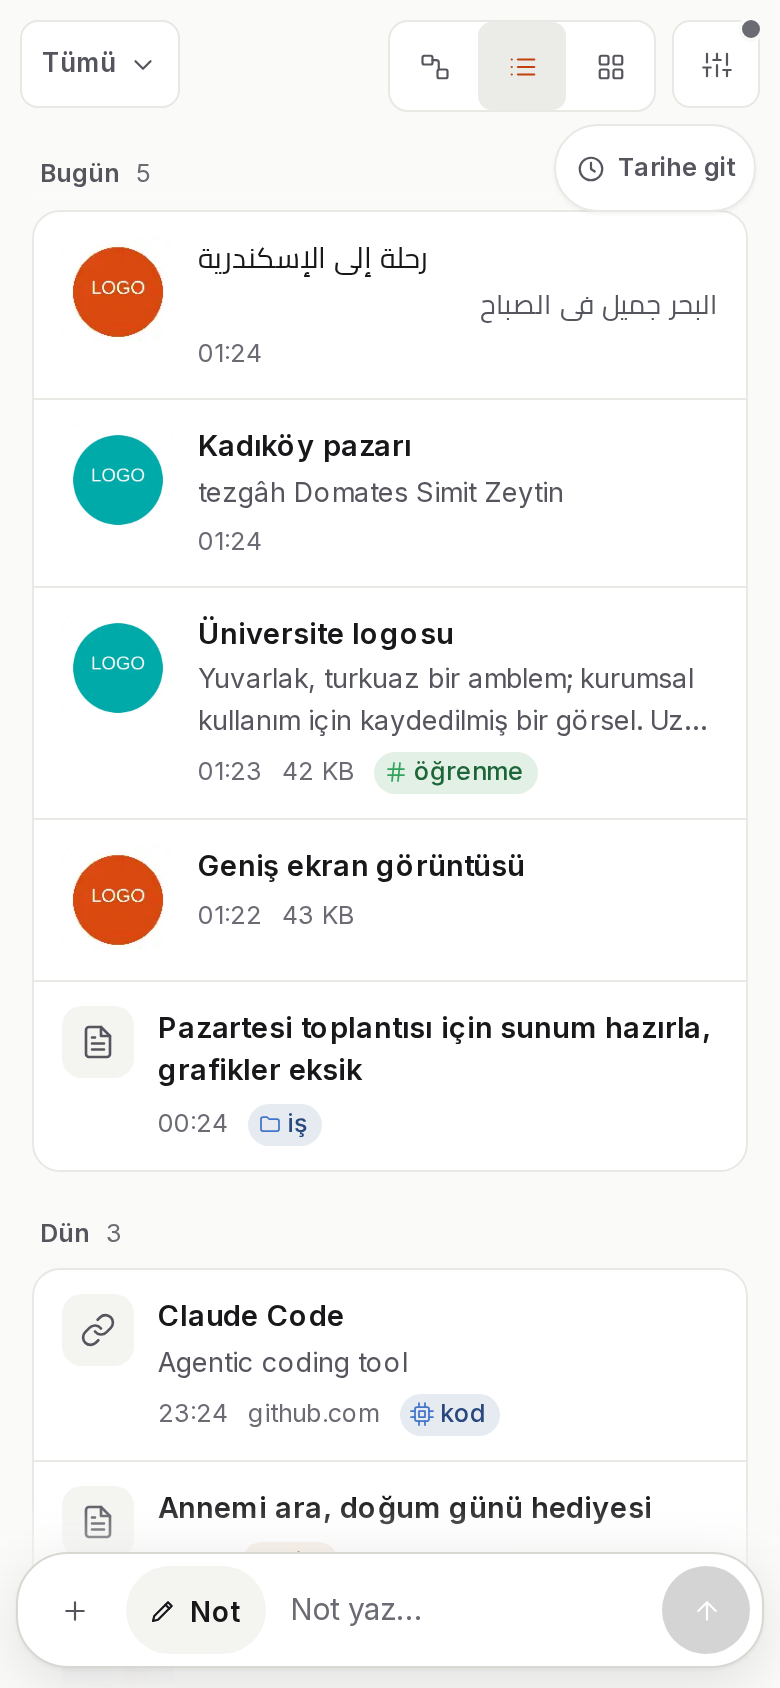 Tümü
Tarihe git
Bugün 5
LOGO
رحلة إلى الإسكندرية
البحر جميل في الصباح
01:24
LOGO
Kadıköy pazarı
tezgâh Domates Simit Zeytin
01:24
LOGO
Üniversite logosu
Yuvarlak, turkuaz bir amblem; kurumsal
kullanım için kaydedilmiş bir görsel. Uz...
01:23 42 KB # öğrenme
LOGO
Geniş ekran görüntüsü
01:22 43 KB
Pazartesi toplantısı için sunum hazırla,
grafikler eksik
00:24 iş
Dün 3
Claude Code
Agentic coding tool
23:24 github.com kod
Annemi ara, doğum günü hediyesi
Not
Not yaz...